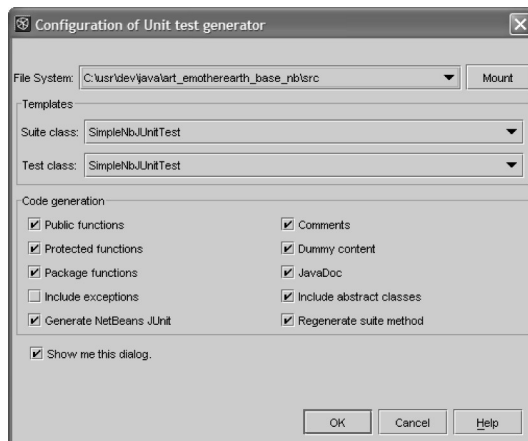 Configuration of Unit test generator
File System: C:\usr\dev\java\art_emotherearth_base_nb\src Mount
Templates
Suite class: SimpleNbJUnitTest
Test class: SimpleNbJUnitTest
Code generation
Public functions Comments
Protected functions Dummy content
Package functions JavaDoc
Include exceptions Include abstract classes
Generate NetBeans JUnit Regenerate suite method
Show me this dialog.
OK Cancel Help